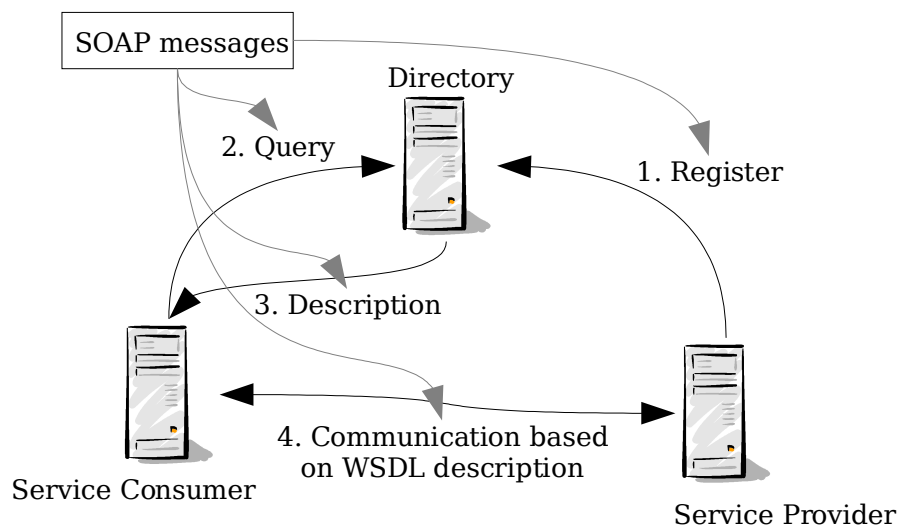 SOAP messages
Directory
2. Query
1. Register
3. Description
4. Communication based
on WSDL description
Service Consumer
Service Provider